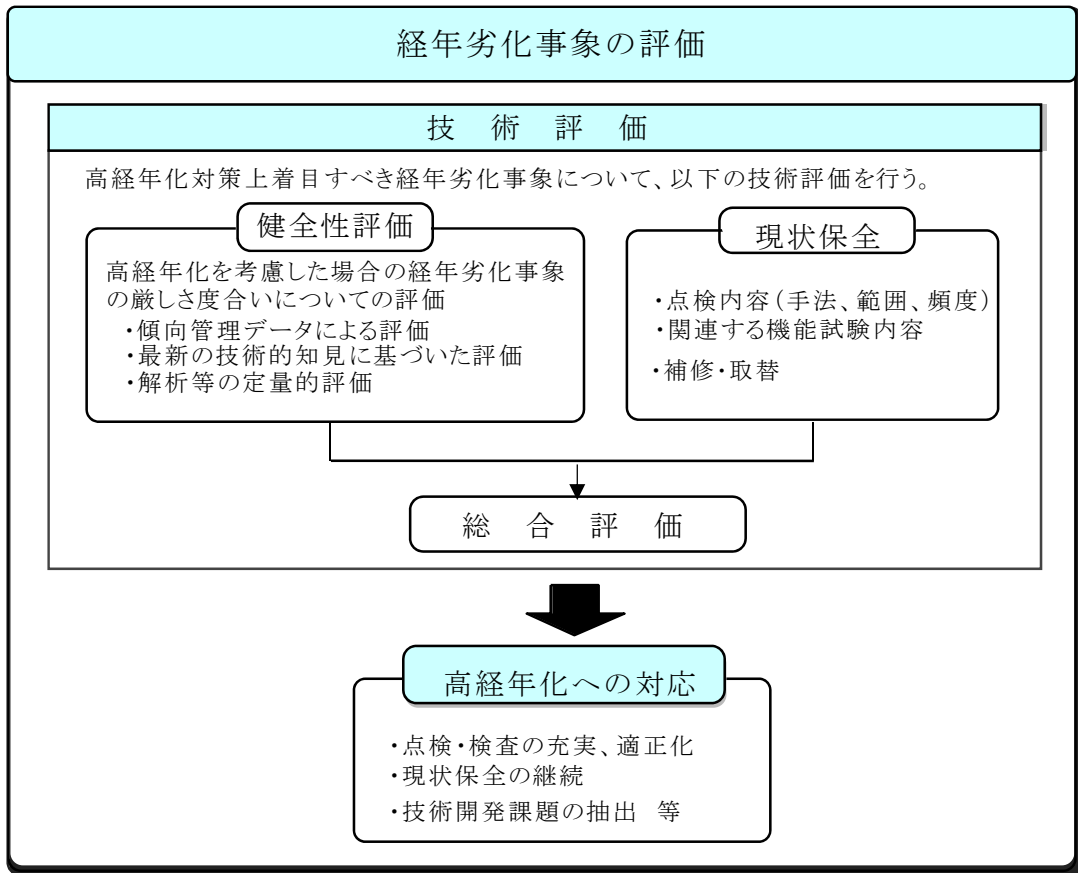 経年劣化事象の評価
技 術 評 価
高経年化対策上着目すべき経年劣化事象について、以下の技術評価を行う。
健全性評価
高経年化を考慮した場合の経年劣化事象
の厳しさ度合いについての評価
・傾向管理データによる評価
・最新の技術的知見に基づいた評価
・解析等の定量的評価
現状保全
・点検内容(手法、範囲、頻度)
・関連する機能試験内容
・補修・取替
総 合 評 価
高経年化への対応
・点検・検査の充実、適正化
・現状保全の継続
・技術開発課題の抽出 等